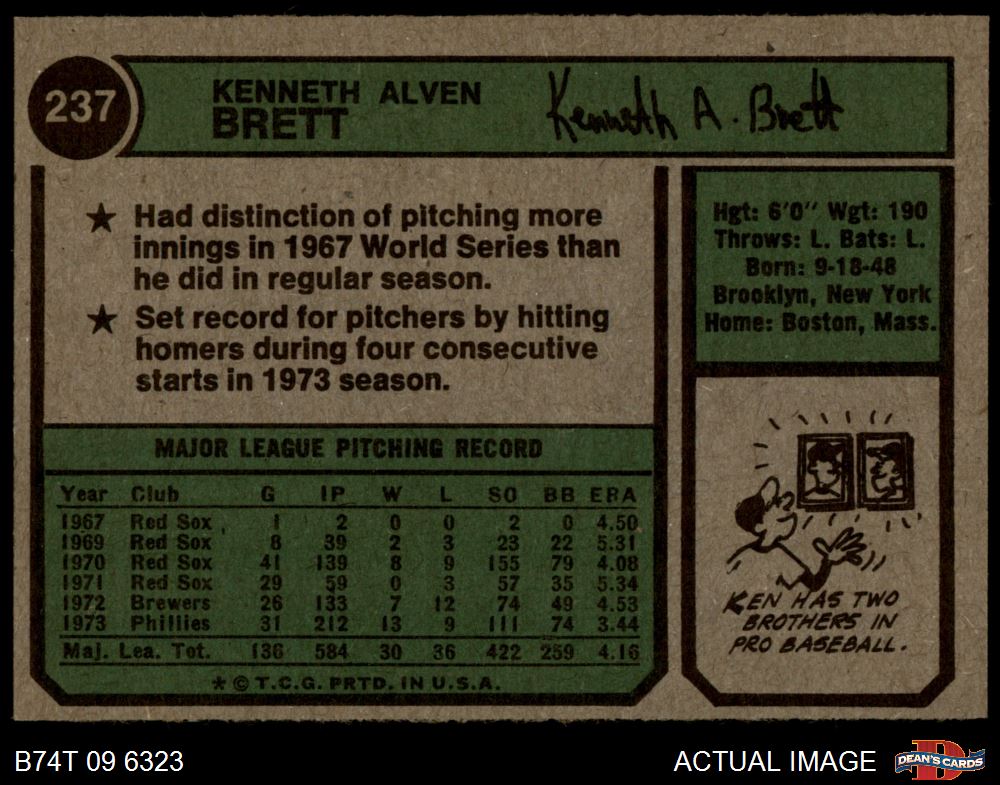 237
KENNETH ALVEN
BRETT
Kenneth A. Brett
★ Had distinction of pitching more
innings in 1967 World Series than
he did in regular season.
★ Set record for pitchers by hitting
homers during four consecutive
starts in 1973 season.
Hgt: 6'0" Wgt: 190
Throws: L. Bats: L.
Born: 9-18-48
Brooklyn, New York
Home: Boston, Mass.
MAJOR LEAGUE PITCHING RECORD
Year Club G IP W L SO BB ERA
1967 Red Sox 1 2 0 0 2 0 4.50
1969 Red Sox 8 39 2 3 23 22 5.31
1970 Red Sox 41 139 8 9 155 79 4.08
1971 Red Sox 29 59 0 3 57 35 5.34
1972 Brewers 26 133 7 12 74 49 4.53
1973 Phillies 31 212 13 9 111 74 3.44
Maj. Lea. Tot. 136 584 30 36 422 259 4.16
* © T.C.G. PRTD. IN U.S.A.
KEN HAS TWO
BROTHERS IN
PRO BASEBALL.
B74T 09 6323
ACTUAL IMAGE
D
DEAN'S CARDS